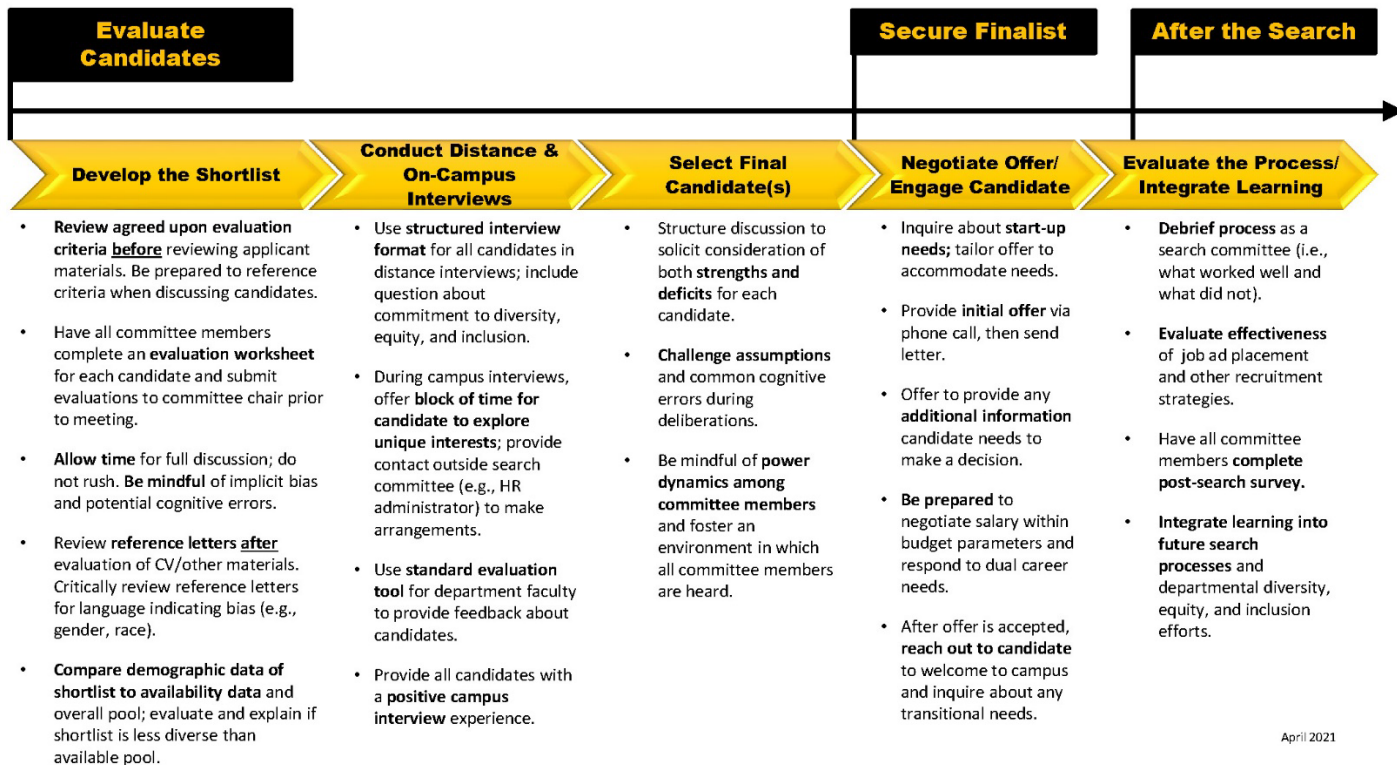 Evaluate
Candidates
Secure Finalist
After the Search
Develop the Shortlist
Conduct Distance &
On-Campus
Interviews
Select Final
Candidate(s)
Negotiate Offer/
Engage Candidate
Evaluate the Process/
Integrate Learning
• Review agreed upon evaluation
criteria before reviewing applicant
materials. Be prepared to reference
criteria when discussing candidates.
• Have all committee members
complete an evaluation worksheet
for each candidate and submit
evaluations to committee chair prior
to meeting.
• Allow time for full discussion; do
not rush. Be mindful of implicit bias
and potential cognitive errors.
• Review reference letters after
evaluation of CV/other materials.
Critically review reference letters
for language indicating bias (e.g.,
gender, race).
• Compare demographic data of
shortlist to availability data and
overall pool; evaluate and explain if
shortlist is less diverse than
available pool.
• Use structured interview
format for all candidates in
distance interviews; include
question about
commitment to diversity,
equity, and inclusion.
• During campus interviews,
offer block of time for
candidate to explore
unique interests; provide
contact outside search
committee (e.g., HR
administrator) to make
arrangements.
• Use standard evaluation
tool for department faculty
to provide feedback about
candidates.
• Provide all candidates with
a positive campus
interview experience.
• Structure discussion to
solicit consideration of
both strengths and
deficits for each
candidate.
• Challenge assumptions
and common cognitive
errors during
deliberations.
• Be mindful of power
dynamics among
committee members
and foster an
environment in which
all committee members
are heard.
• Inquire about start-up
needs; tailor offer to
accommodate needs.
• Provide initial offer via
phone call, then send
letter.
• Offer to provide any
additional information
candidate needs to
make a decision.
• Be prepared to
negotiate salary within
budget parameters and
respond to dual career
needs.
• After offer is accepted,
reach out to candidate
to welcome to campus
and inquire about any
transitional needs.
• Debrief process as a
search committee (i.e.,
what worked well and
what did not).
• Evaluate effectiveness
of job ad placement
and other recruitment
strategies.
• Have all committee
members complete
post-search survey.
• Integrate learning into
future search
processes and
departmental diversity,
equity, and inclusion
efforts.
April 2021